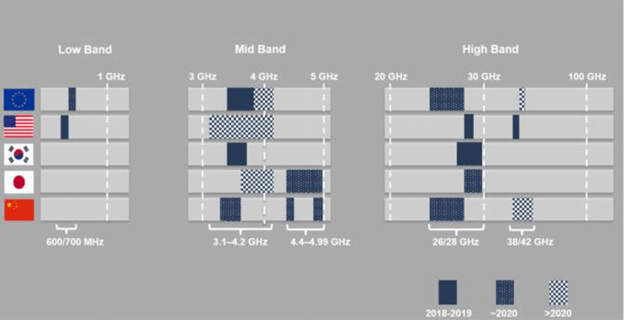 Low Band
Mid Band
High Band
1 GHz
3 GHz
4 GHz
5 GHz
20 GHz
30 GHz
100 GHz
600/700 MHz
3.1–4.2 GHz
4.4–4.99 GHz
26/28 GHz
38/42 GHz
2018-2019
~2020
>2020